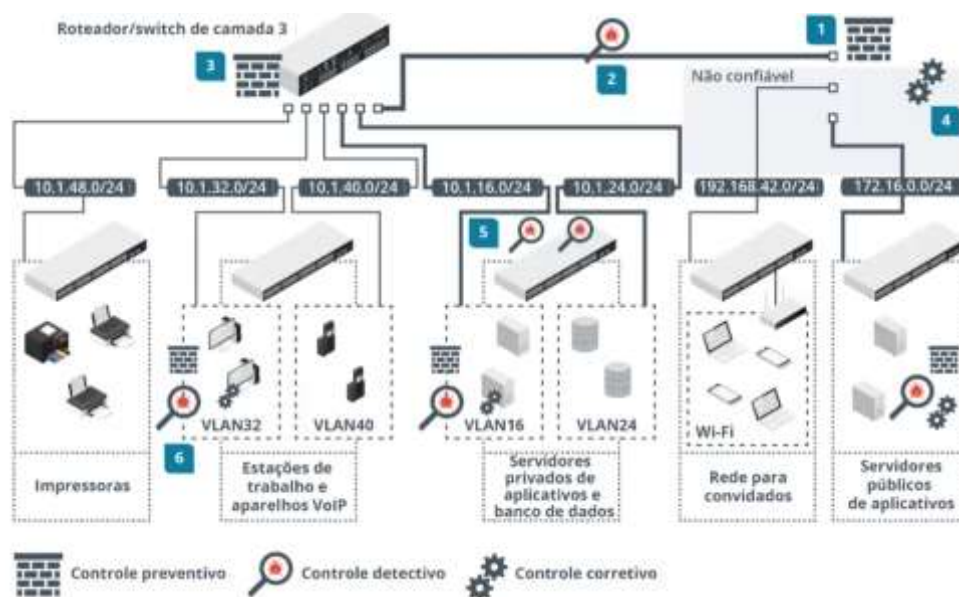 Roteador/switch de camada 3
1
3
2
Não confiável
4
10.1.48.0/24
10.1.32.0/24
10.1.40.0/24
10.1.16.0/24
10.1.24.0/24
192.168.42.0/24
172.16.0.0/24
5
VLAN32
VLAN40
VLAN16
VLAN24
Wi-Fi
6
Impressoras
Estações de
trabalho e
aparelhos VoIP
Servidores
privados de
aplicativos e
banco de dados
Rede para
convidados
Servidores
públicos
de aplicativos
Controle preventivo
Controle detectivo
Controle corretivo